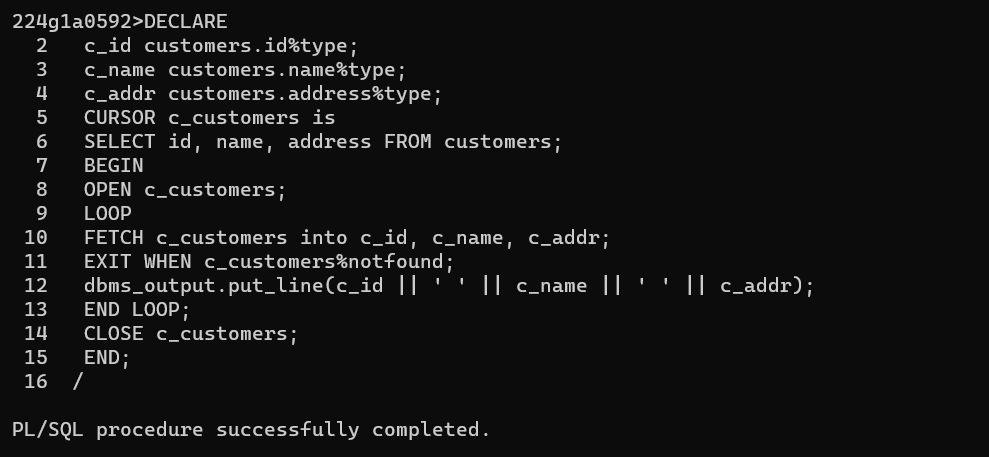 224g1a0592>DECLARE
  2   c_id customers.id%type;
  3   c_name customers.name%type;
  4   c_addr customers.address%type;
  5   CURSOR c_customers is
  6   SELECT id, name, address FROM customers;
  7   BEGIN
  8   OPEN c_customers;
  9   LOOP
 10   FETCH c_customers into c_id, c_name, c_addr;
 11   EXIT WHEN c_customers%notfound;
 12   dbms_output.put_line(c_id || ' ' || c_name || ' ' || c_addr);
 13   END LOOP;
 14   CLOSE c_customers;
 15   END;
 16  /
PL/SQL procedure successfully completed.